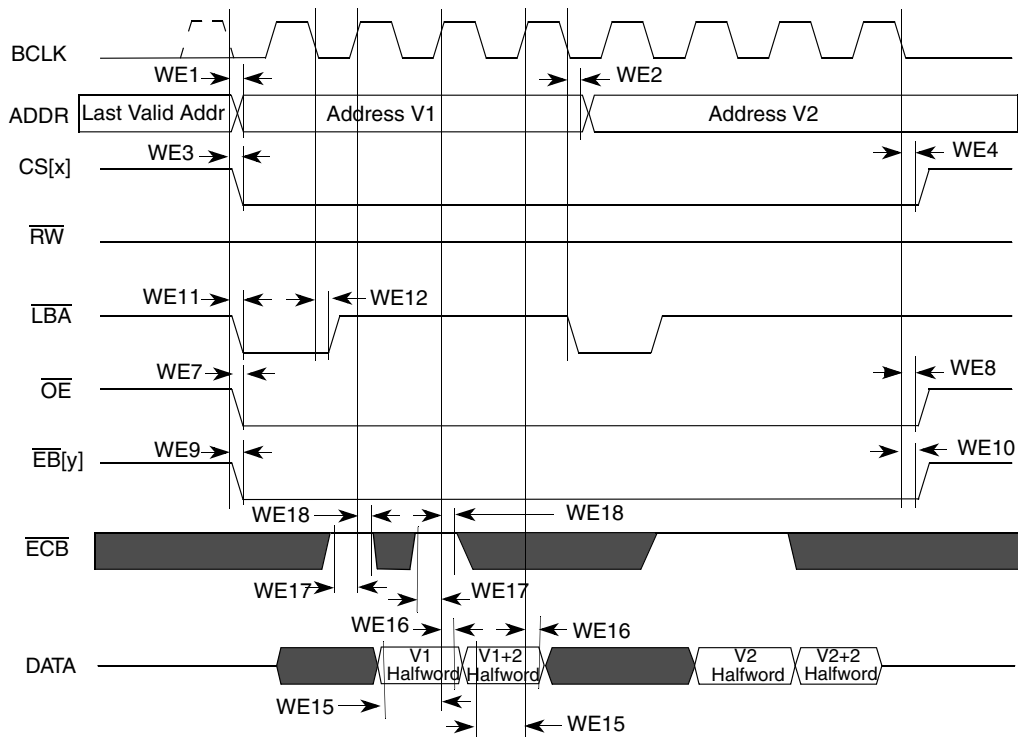 BCLK
WE1
WE2
ADDR
Last Valid Addr
Address V1
Address V2
WE3
WE4
CS[x]
RW
WE11
WE12
LBA
WE7
WE8
OE
WE9
WE10
EB[y]
WE18
WE18
ECB
WE17
WE17
WE16
WE16
DATA
V1
Halfword
V1+2
Halfword
V2
Halfword
V2+2
Halfword
WE15
WE15